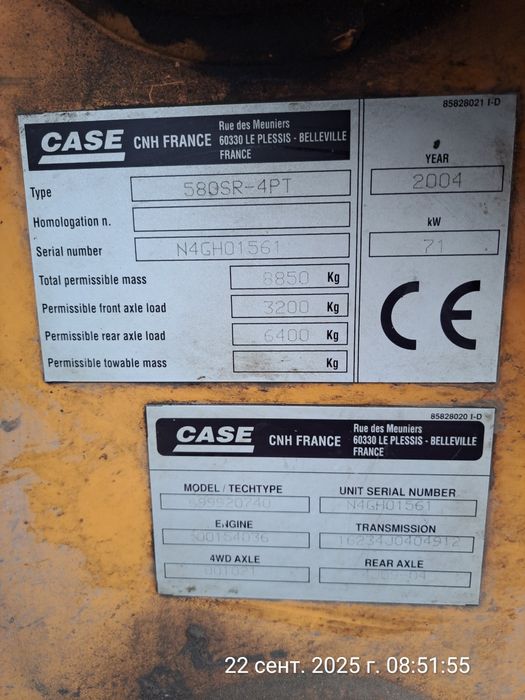 85828021 I-D
CASE CNH FRANCE Rue des Meuniers
60330 LE PLESSIS - BELLEVILLE
FRANCE
YEAR
Type 580SR-4PT 2004
Homologation n. kW
Serial number N4GH01561 71
Total permissible mass 8850 Kg
Permissible front axle load 3200 Kg
Permissible rear axle load 6400 Kg
Permissible towable mass Kg
CE
85828020 I-D
CASE CNH FRANCE Rue des Meuniers
60330 LE PLESSIS - BELLEVILLE
FRANCE
MODEL / TECHTYPE UNIT SERIAL NUMBER
N4GH01561
ENGINE TRANSMISSION
16234J0404912
4WD AXLE REAR AXLE
22 сент. 2025 г. 08:51:55